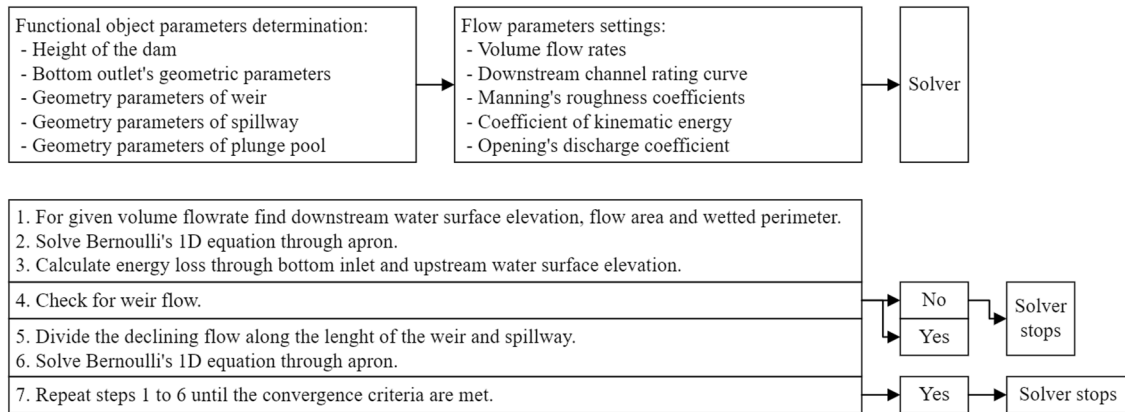 Functional object parameters determination:
- Height of the dam
- Bottom outlet's geometric parameters
- Geometry parameters of weir
- Geometry parameters of spillway
- Geometry parameters of plunge pool
Flow parameters settings:
- Volume flow rates
- Downstream channel rating curve
- Manning's roughness coefficients
- Coefficient of kinematic energy
- Opening's discharge coefficient
Solver
1. For given volume flowrate find downstream water surface elevation, flow area and wetted perimeter.
2. Solve Bernoulli's 1D equation through apron.
3. Calculate energy loss through bottom inlet and upstream water surface elevation.
4. Check for weir flow.
No
Yes
Solver
stops
5. Divide the declining flow along the lenght of the weir and spillway.
6. Solve Bernoulli's 1D equation through apron.
7. Repeat steps 1 to 6 until the convergence criteria are met.
Yes
Solver stops